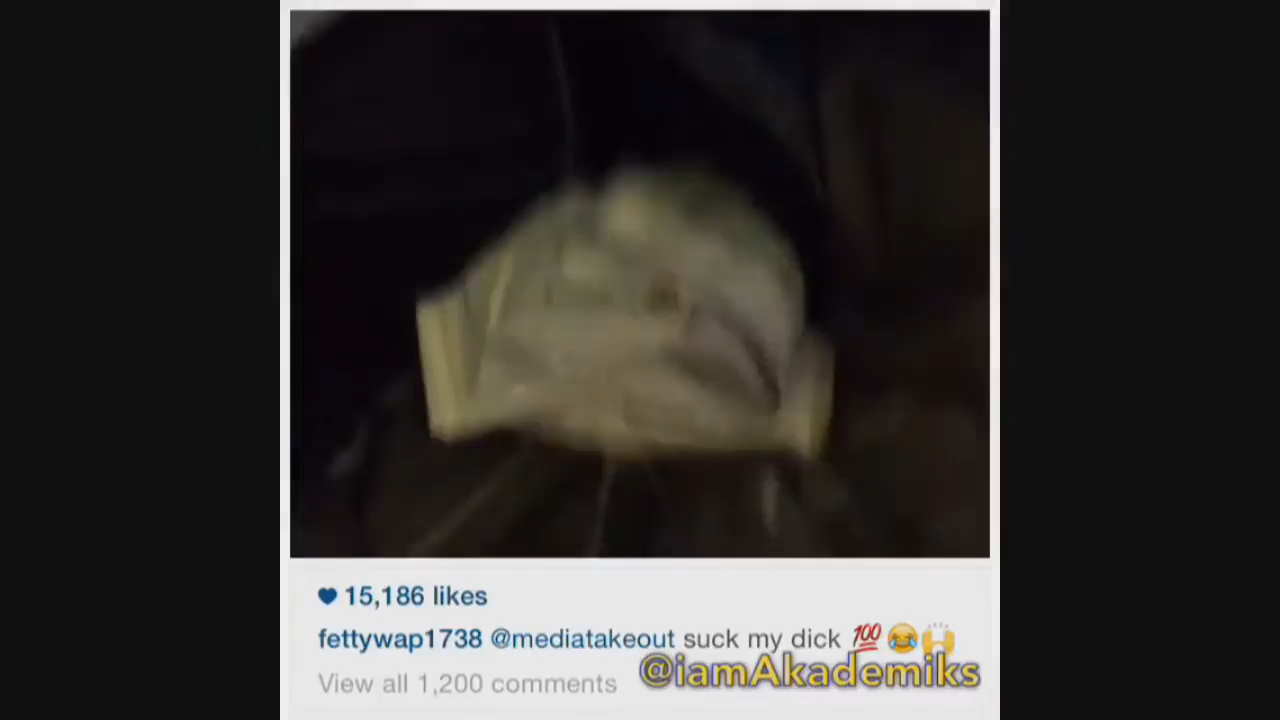 15,186 likes
fettywap1738 @mediatakeout suck my dick 💯😂🙌
View all 1,200 comments
@iamAkademiks